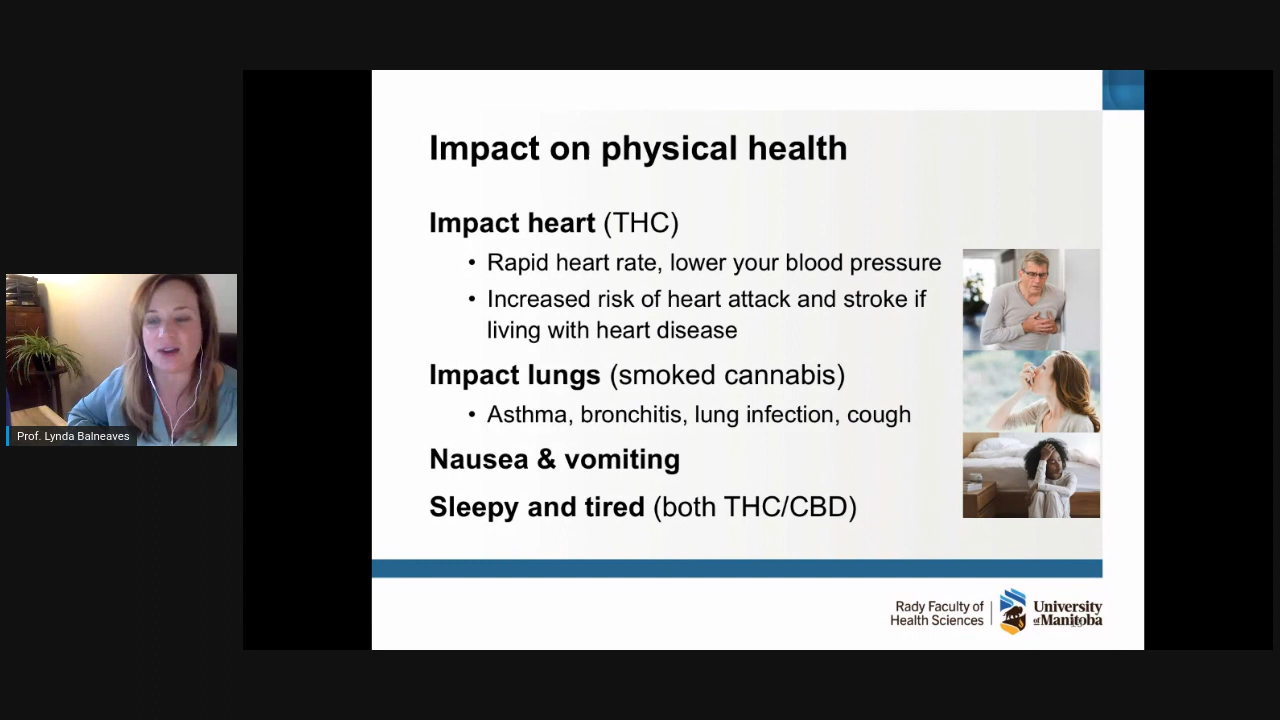 Impact on physical health
Impact heart (THC)
• Rapid heart rate, lower your blood pressure
• Increased risk of heart attack and stroke if
living with heart disease
Impact lungs (smoked cannabis)
• Asthma, bronchitis, lung infection, cough
Nausea & vomiting
Sleepy and tired (both THC/CBD)
Prof. Lynda Balneaves
Rady Faculty of
Health Sciences
University
of Manitoba